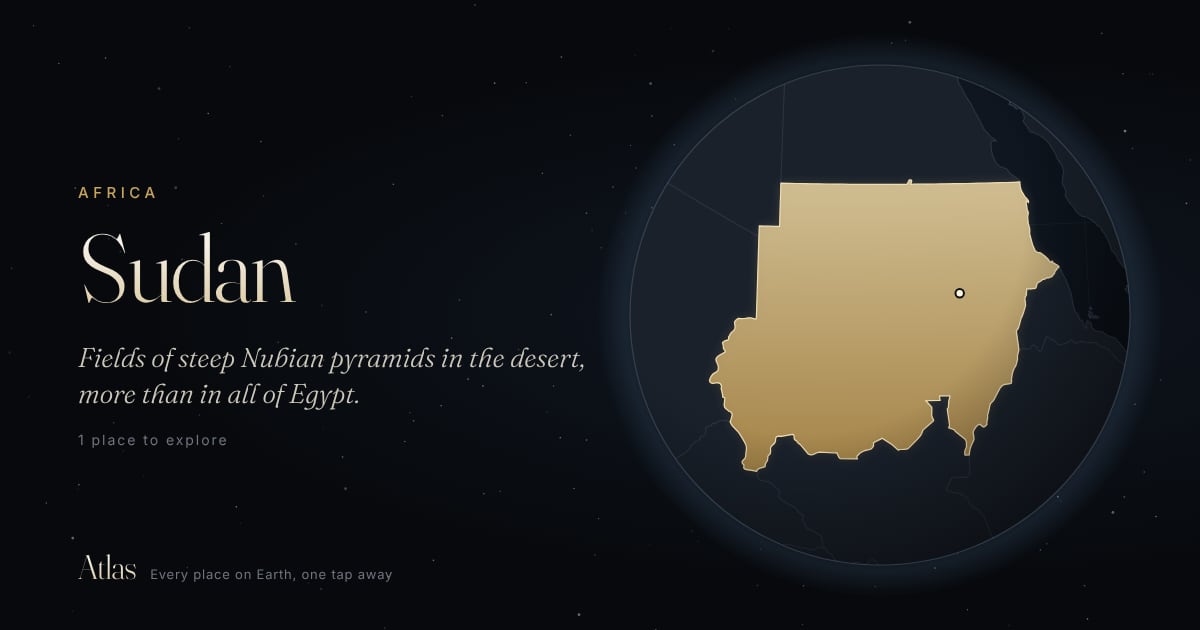 AFRICA
Sudan
Fields of steep Nubian pyramids in the desert,
more than in all of Egypt.
1 place to explore
Atlas Every place on Earth, one tap away